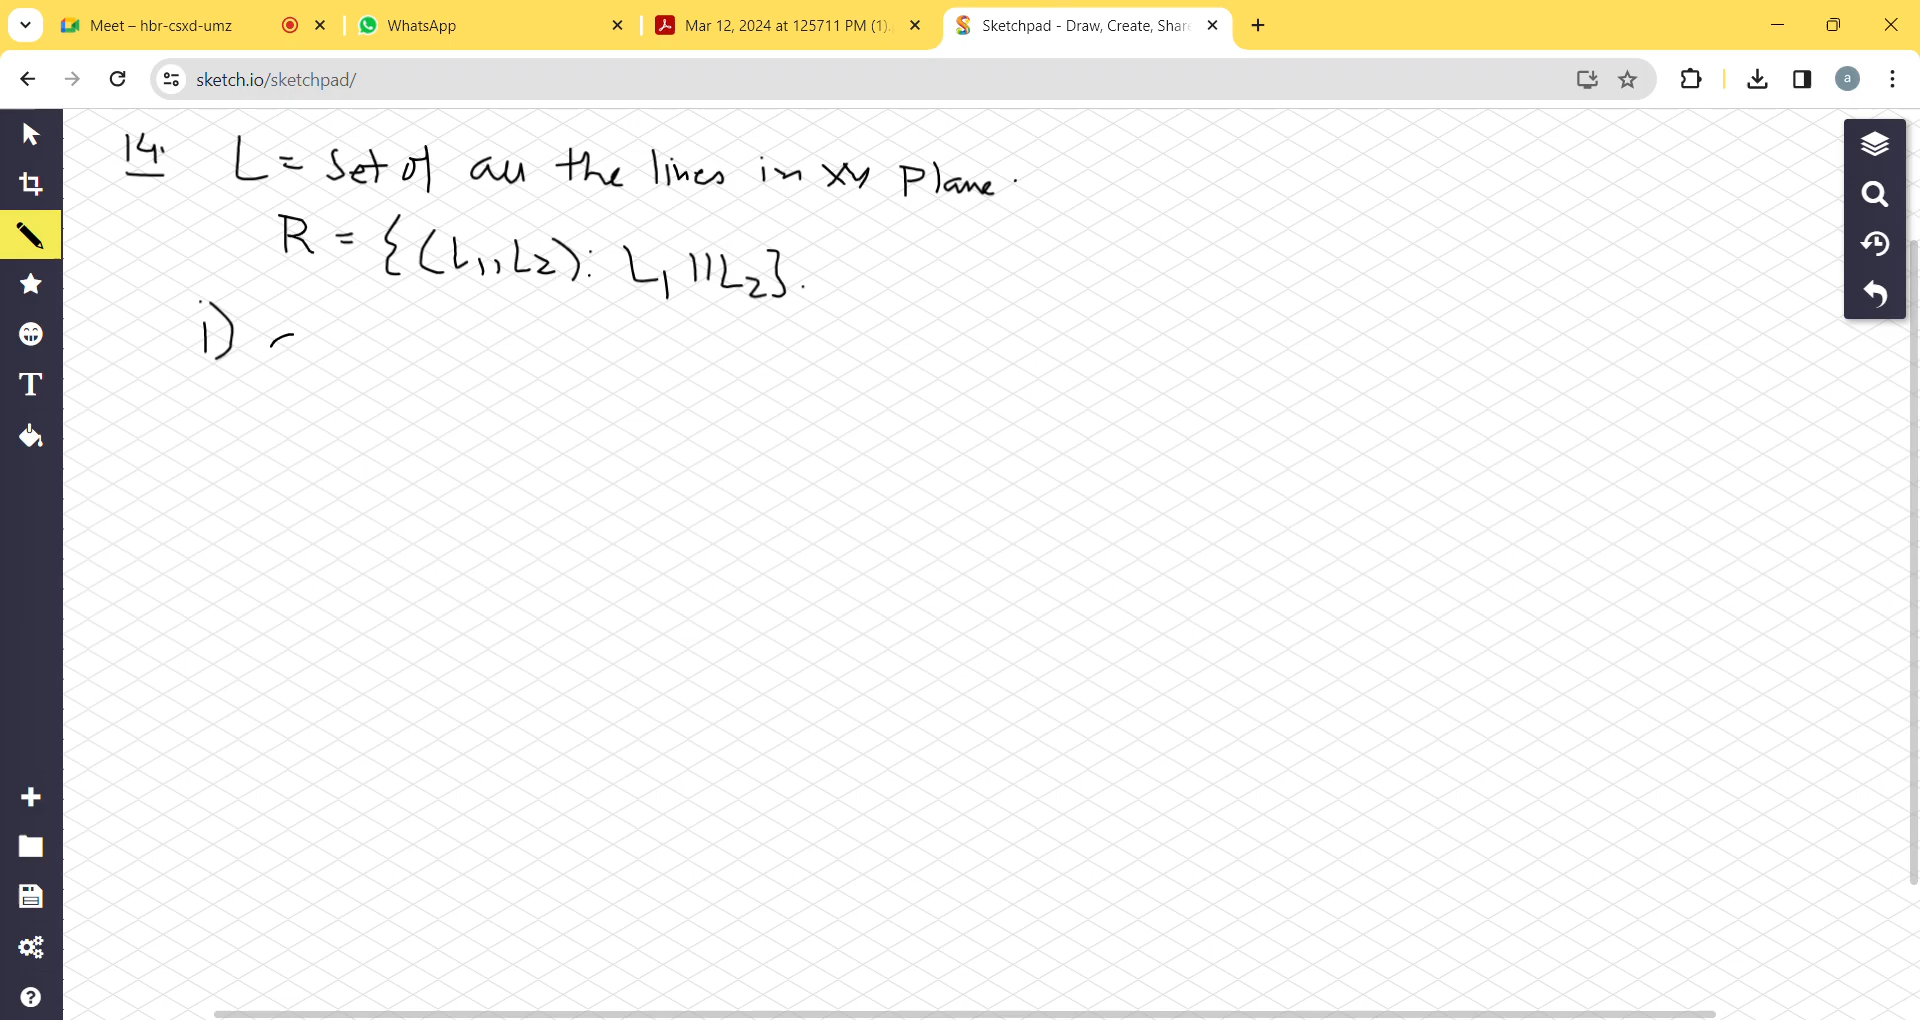 Meet – hbr-csxd-umz
WhatsApp
Mar 12, 2024 at 125711 PM (1).
Sketchpad - Draw, Create, Share
sketch.io/sketchpad/
a
14. L = Set of all the lines in xy plane.
R = {(L1, L2): L1 || L2}.
i)
T